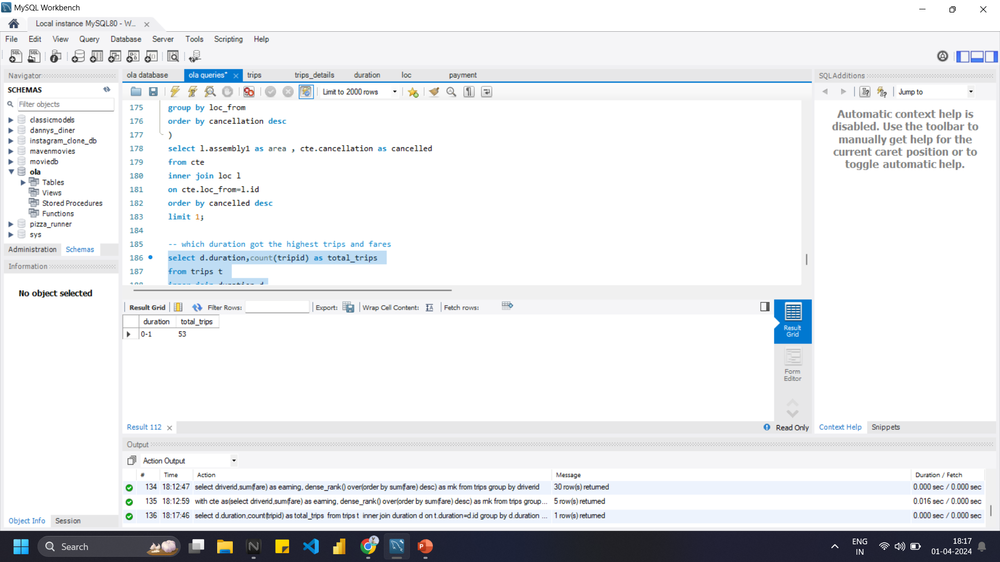 MySQL Workbench
Local instance MySQL80 - W...
File Edit View Query Database Server Tools Scripting Help
Navigator
SCHEMAS
Filter objects
classicmodels
dannys_diner
instagram_clone_db
mavenmovies
moviedb
ola
Tables
Views
Stored Procedures
Functions
pizza_runner
sys
Administration Schemas
Information
No object selected
Object Info Session
ola database ola queries* trips trips_details duration loc payment
Limit to 2000 rows
175 group by loc_from
176 order by cancellation desc
177 )
178 select l.assembly1 as area , cte.cancellation as cancelled
179 from cte
180 inner join loc l
181 on cte.loc_from=l.id
182 order by cancelled desc
183 limit 1;
184
185 -- which duration got the highest trips and fares
186 select d.duration,count(tripid) as total_trips
187 from trips t
188 inner join duration d
Result Grid Filter Rows: Export: Wrap Cell Content: Fetch rows:
duration total_trips
0-1 53
Result Grid
Form Editor
Result 112
Read Only
SQLAdditions
Jump to
Automatic context help is
disabled. Use the toolbar to
manually get help for the
current caret position or to
toggle automatic help.
Context Help Snippets
Output
Action Output
# Time Action Message Duration / Fetch
134 18:12:47 select driverid,sum(fare) as earning, dense_rank() over(order by sum(fare) desc) as rnk from trips group by driverid 30 row(s) returned 0.000 sec / 0.000 sec
135 18:12:59 with cte as(select driverid,sum(fare) as earning, dense_rank() over(order by sum(fare) desc) as rnk from trips group... 5 row(s) returned 0.016 sec / 0.000 sec
136 18:17:46 select d.duration,count(tripid) as total_trips from trips t inner join duration d on t.duration=d.id group by d.duration ... 1 row(s) returned 0.000 sec / 0.000 sec
Search
ENG
IN
18:17
01-04-2024